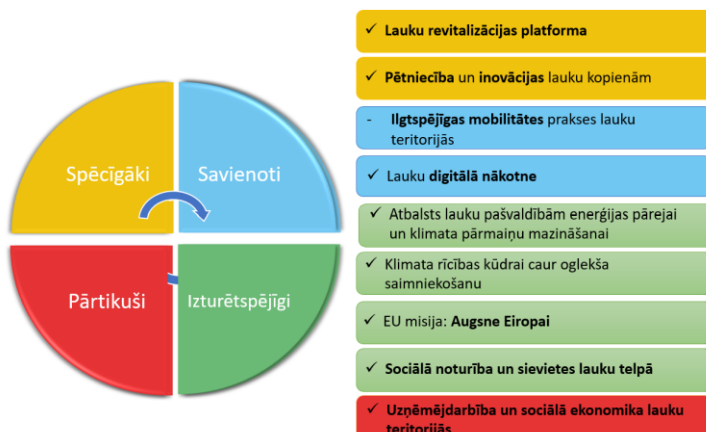 Spēcīgāki
Savienoti
Pārtikuši
Izturētspējīgi
✓ Lauku revitalizācijas platforma
✓ Pētniecība un inovācijas lauku kopienām
- Ilgtspējīgas mobilitātes prakses lauku
teritorijās
✓ Lauku digitālā nākotne
✓ Atbalsts lauku pašvaldībām enerģijas pārejai
un klimata pārmaiņu mazināšanai
✓ Klimata rīcības kūdrai caur oglekša
saimniekošanu
✓ EU misija: Augsne Eiropai
✓ Sociālā noturība un sievietes lauku telpā
✓ Uzņēmējdarbība un sociālā ekonomika lauku
teritorijās